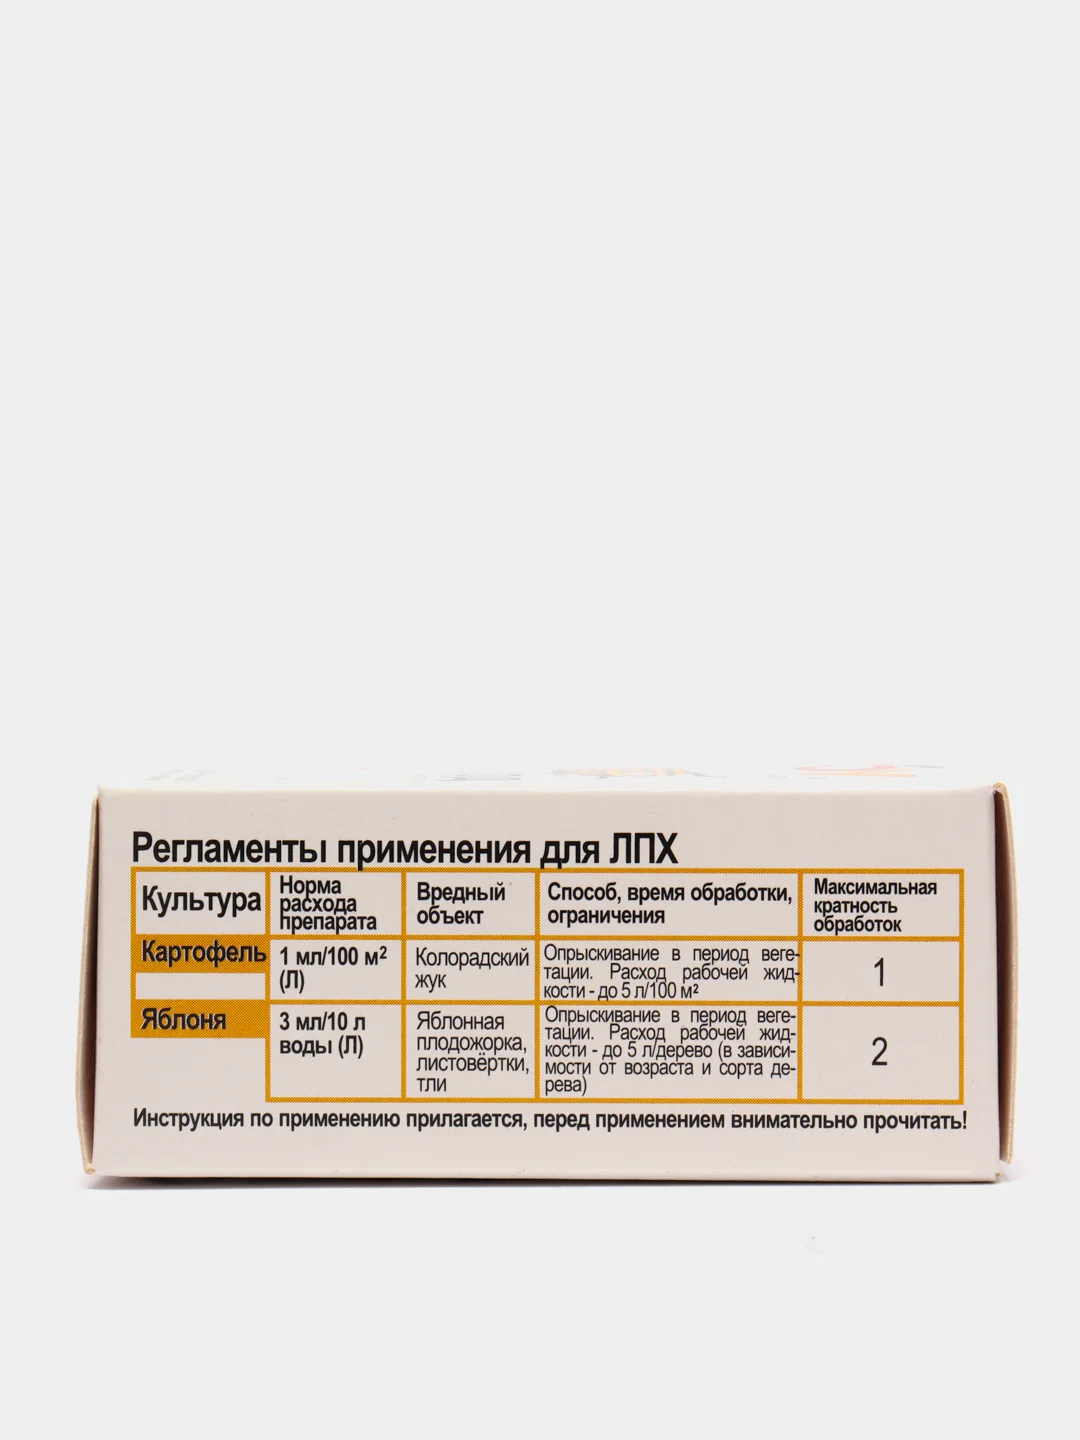 Регламенты применения для ЛПХ
Культура
Норма
расхода
препарата
Вредный
объект
Способ, время обработки,
ограничения
Максимальная
кратность
обработок
Картофель
1 мл/100 м²
(Л)
Колорадский
жук
Опрыскивание в период веге-
тации. Расход рабочей жид-
кости - до 5 л/100 м²
1
Яблоня
3 мл/10 л
воды (Л)
Яблонная
плодожорка,
листовёртки,
тли
Опрыскивание в период веге-
тации. Расход рабочей жид-
кости - до 5 л/дерево (в зависи-
мости от возраста и сорта де-
рева)
2
Инструкция по применению прилагается, перед применением внимательно прочитать!